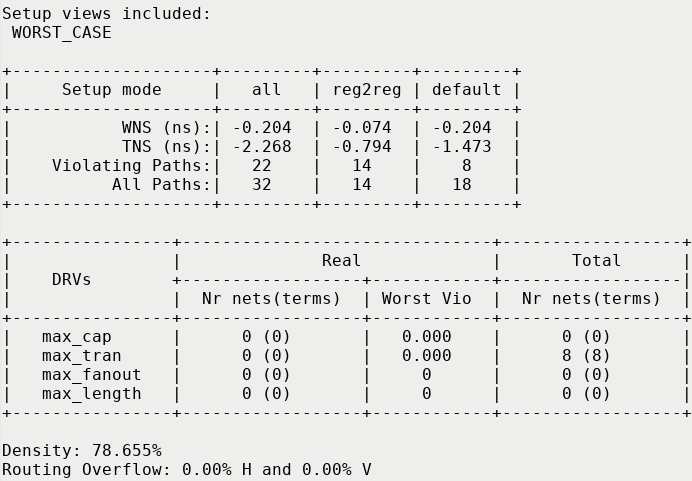 Setup views included:
 WORST_CASE

+--------------------+---------+---------+---------+
|     Setup mode     |   all   | reg2reg | default |
+--------------------+---------+---------+---------+
|           WNS (ns):| -0.204  | -0.074  | -0.204  |
|           TNS (ns):| -2.268  | -0.794  | -1.473  |
|    Violating Paths:|   22    |   14    |    8    |
|          All Paths:|   32    |   14    |   18    |
+--------------------+---------+---------+---------+

+----------------+-------------------------------+------------------+
|                |              Real             |       Total      |
|    DRVs        +------------------+------------+------------------|
|                |  Nr nets(terms)  | Worst Vio  |  Nr nets(terms)  |
+----------------+------------------+------------+------------------+
|   max_cap      |      0 (0)       |   0.000    |      0 (0)       |
|   max_tran     |      0 (0)       |   0.000    |      8 (8)       |
|   max_fanout   |      0 (0)       |     0      |      0 (0)       |
|   max_length   |      0 (0)       |     0      |      0 (0)       |
+----------------+------------------+------------+------------------+

Density: 78.655%
Routing Overflow: 0.00% H and 0.00% V